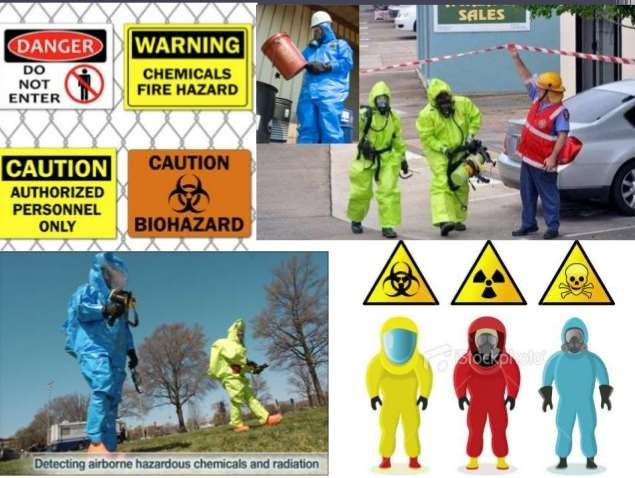 DANGER
DO
NOT
ENTER
WARNING
CHEMICALS
FIRE HAZARD
SALES
CAUTION
AUTHORIZED
PERSONNEL
ONLY
CAUTION
BIOHAZARD
iStockphoto
Detecting airborne hazardous chemicals and radiation